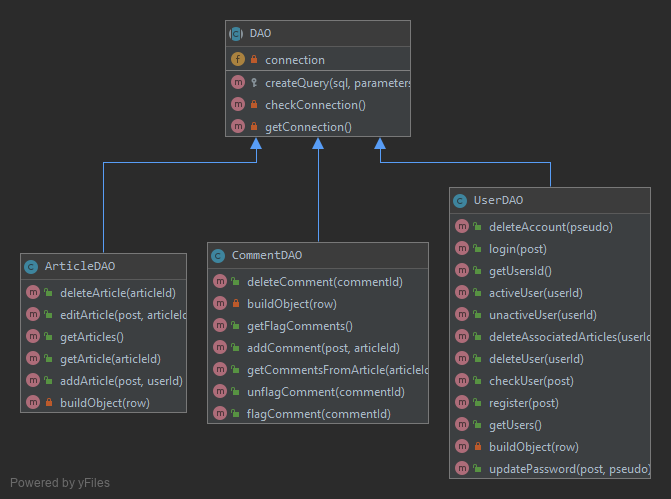 DAO
connection
createQuery(sql, parameters
checkConnection()
getConnection()
UserDAO
deleteAccount(pseudo)
login(post)
getUsersId()
activeUser(userId)
unactiveUser(userId)
deleteAssociatedArticles(userId
deleteUser(userId)
checkUser(post)
register(post)
getUsers()
buildObject(row)
updatePassword(post, pseudo)
CommentDAO
deleteComment(commentId)
buildObject(row)
getFlagComments()
addComment(post, articleId)
getCommentsFromArticle(articleId
unflagComment(commentId)
flagComment(commentId)
ArticleDAO
deleteArticle(articleId)
editArticle(post, articleId
getArticles()
getArticle(articleId)
addArticle(post, userId)
buildObject(row)
Powered by yFiles